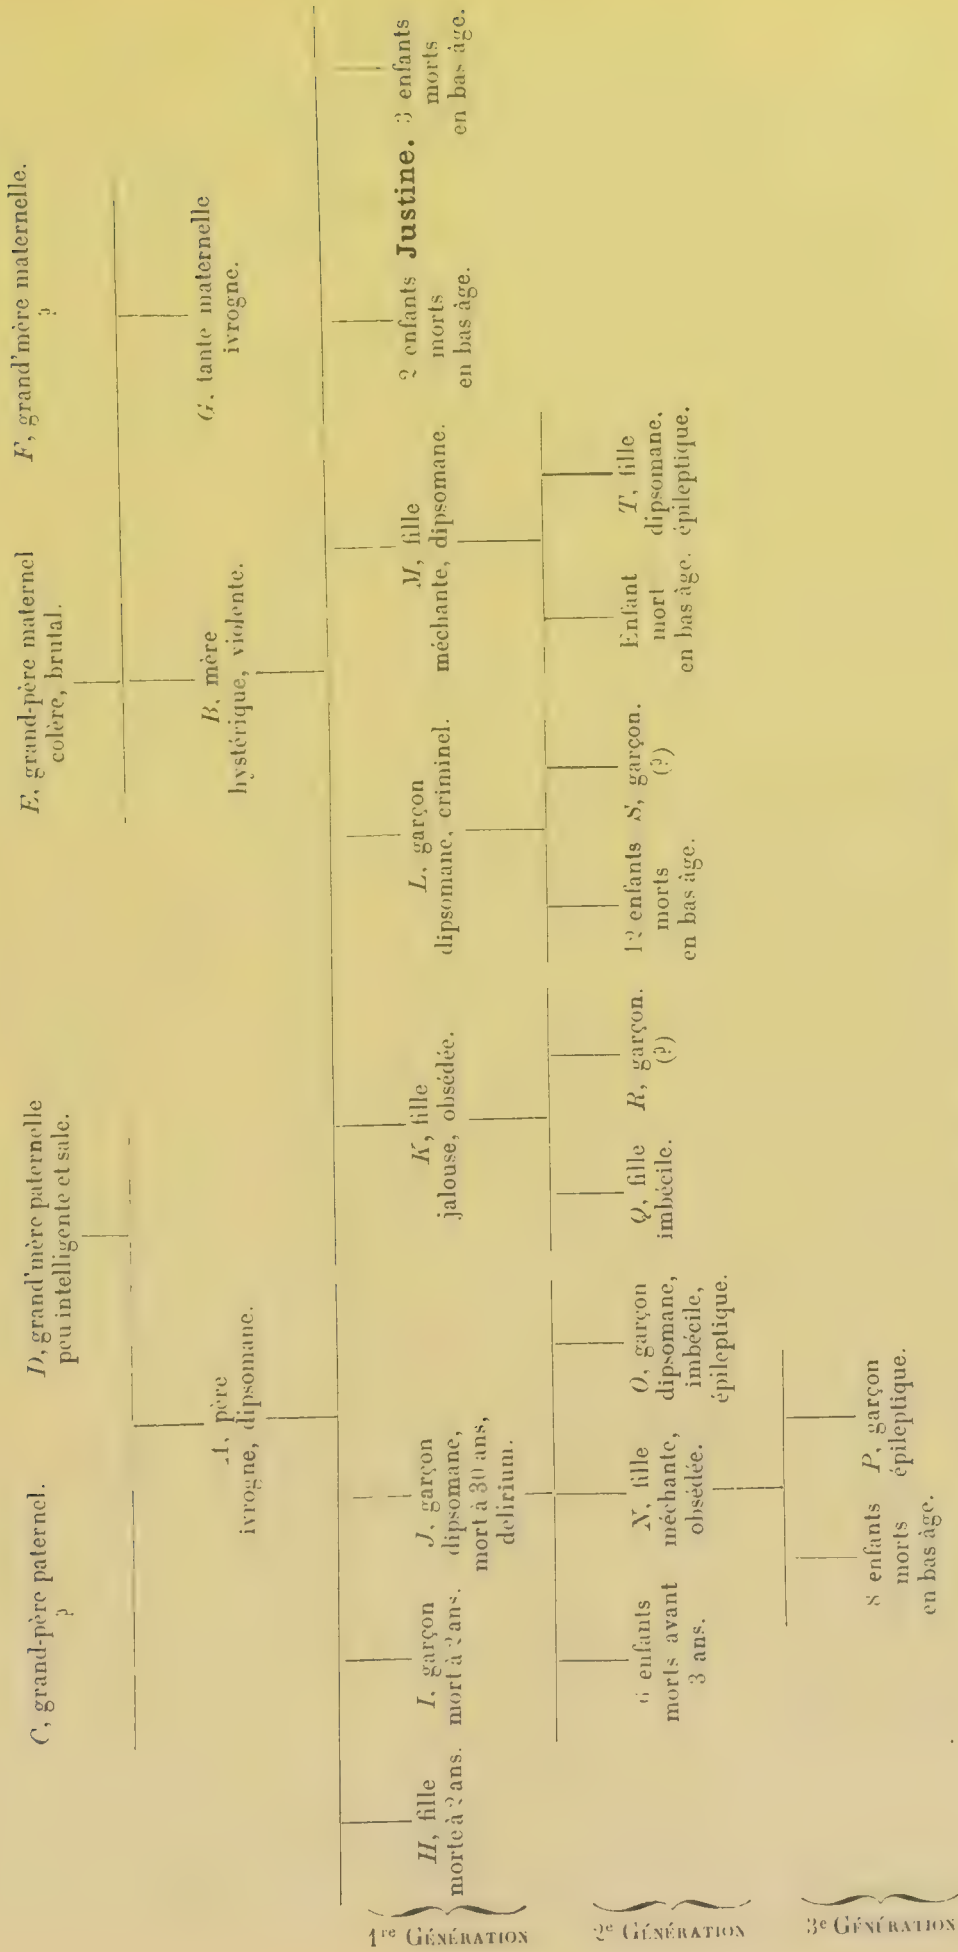 C, grand-père paternel.
?
D, grand'mère paternelle
peu intelligente et sale.
E, grand-père maternel
colère, brutal.
F, grand'mère maternelle.
?
A, père
ivrogne, dipsomane.
B, mère
hystérique, violente.
G, tante maternelle
ivrogne.
1re GÉNÉRATION
H, fille
morte à 2 ans.
I, garçon
mort à 2 ans.
J, garçon
dipsomane,
mort à 30 ans,
delirium.
K, fille
jalouse, obsédée.
L, garçon
dipsomane, criminel.
M, fille
méchante, dipsomane.
2 enfants
morts
en bas âge.
Justine.
3 enfants
morts
en bas âge.
2e GÉNÉRATION
6 enfants
morts avant
3 ans.
N, fille
méchante,
obsédée.
O, garçon
dipsomane,
imbécile,
épileptique.
Q, fille
imbécile.
R, garçon.
(?)
12 enfants
morts
en bas âge.
S, garçon.
(?)
Enfant
mort
en bas âge.
T, fille
dipsomane,
épileptique.
3e GÉNÉRATION
8 enfants
morts
en bas âge.
P, garçon
épileptique.